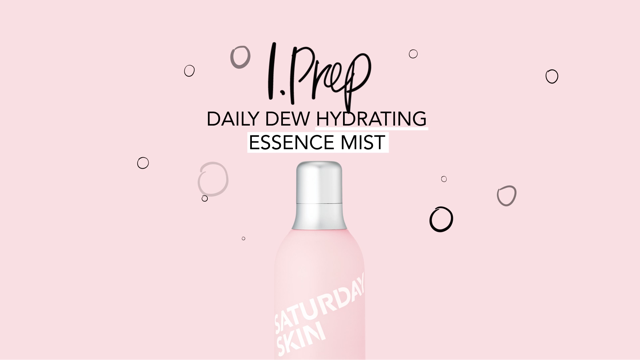 1.Prep
DAILY DEW HYDRATING
ESSENCE MIST
SATURDAY
SKIN